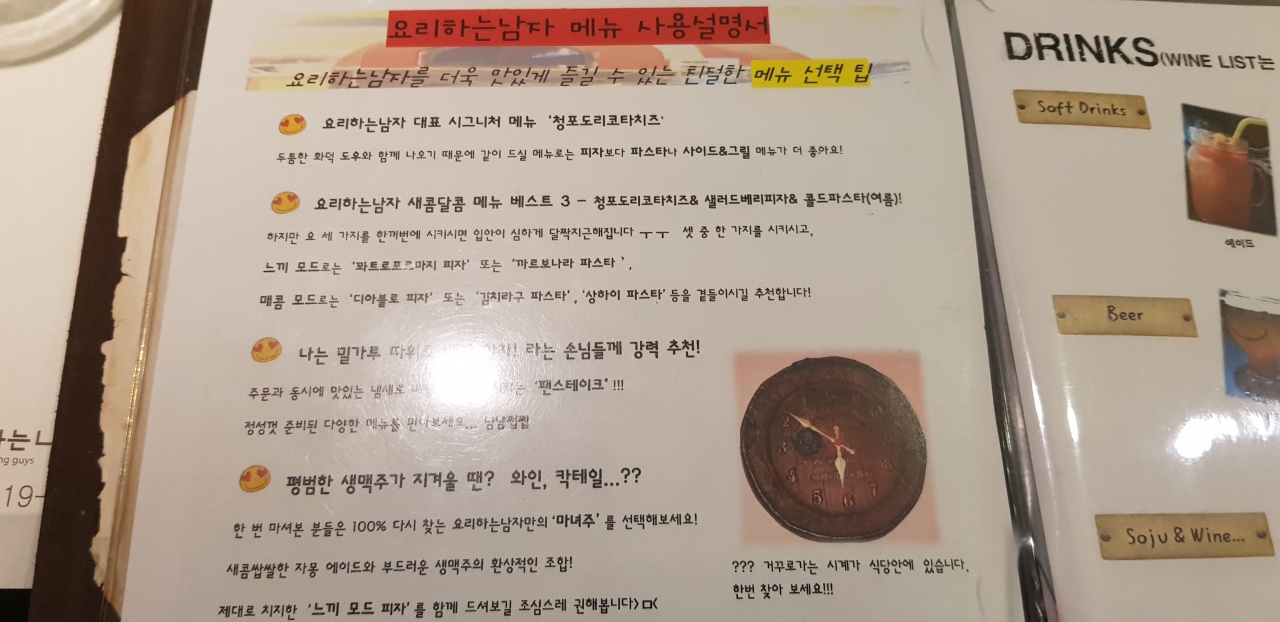 요리하는남자 메뉴 사용설명서
요리하는남자를 더욱 맛있게 즐길 수 있는 친절한 메뉴 선택 팁
요리하는남자 대표 시그니처 메뉴 '청포도리코타치즈'
두툼한 화덕 도우와 함께 나오기 때문에 같이 드실 메뉴로는 피자보다 파스타나 사이드&그릴 메뉴가 더 좋아요!
요리하는남자 새콤달콤 메뉴 베스트 3 - 청포도리코타치즈& 샐러드베리피자& 콜드파스타(여름)!
하지만 요 세 가지를 한꺼번에 시키시면 입안이 심하게 달짝지근해집니다 ㅜㅜ 셋 중 한 가지를 시키시고,
느끼 모드로는 '꽈트로포르마지 피자' 또는 '까르보나라 파스타',
매콤 모드로는 '디아블로 피자' 또는 '김치라구 파스타', '상하이 파스타' 등을 곁들이시길 추천합니다!
나는 밀가루 라는 손님들께 강력 추천!
주문과 동시에 맛있는 냄새로 '팬스테이크' !!!
정성껏 준비된 다양한 메뉴를 만나보세요... 냠냠쩝쩝
평범한 생맥주가 지겨울 땐? 와인, 칵테일...??
한 번 마셔본 분들은 100% 다시 찾는 요리하는남자만의 '마녀주' 를 선택해보세요!
새콤쌉쌀한 자몽 에이드와 부드러운 생맥주의 환상적인 조합!
제대로 치지한 '느끼 모드 피자' 를 함께 드셔보길 조심스레 권해봅니다>ㅁ<
??? 거꾸로가는 시계가 식당안에 있습니다.
한번 찾아 보세요!!!
DRINKS(WINE LIST는
Soft Drinks
에이드
Beer
Soju & Wine...
하는ㄴ
ng guys
19-
1
2
3
4
5
6
7
8